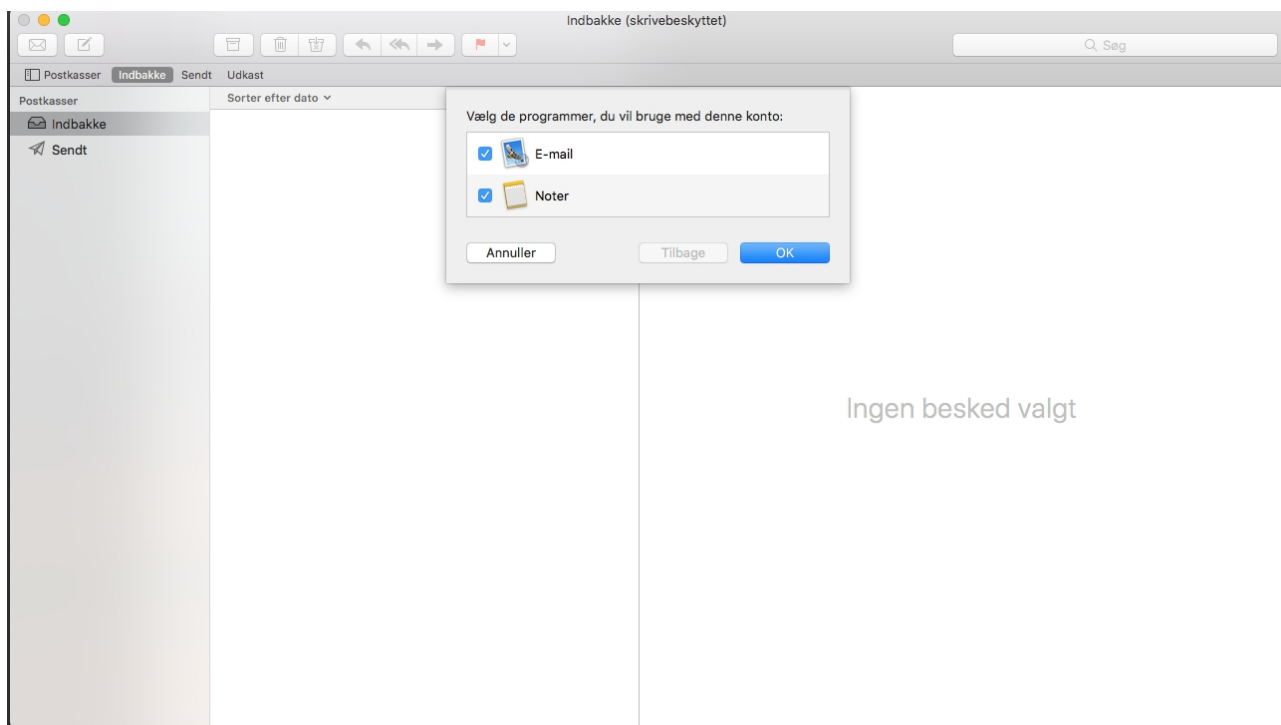 Indbakke (skrivebeskyttet)
Søg
Postkasser Indbakke Sendt Udkast
Postkasser
Indbakke
Sendt
Sorter efter dato
Vælg de programmer, du vil bruge med denne konto:
E-mail
Noter
Annuller Tilbage OK
Ingen besked valgt